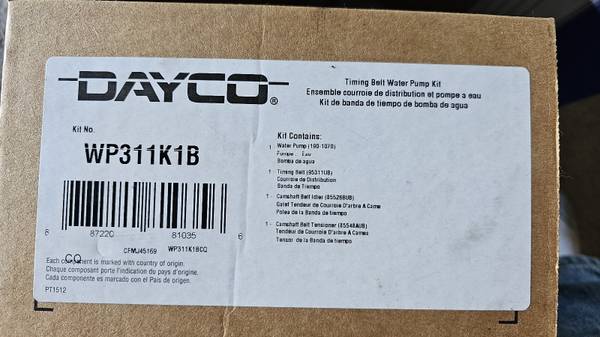 DAYCO®
Timing Belt Water Pump Kit
Ensemble courroie de distribution et pompe a eau
Kit de banda de tiempo de bomba de agua
Kit No.
WP311K1B
8 87220 81035 6
CFMJ45169 WP311K1BCQ
CO
Each component is marked with country of origin.
Chaque composant porte l'indication du pays d'origine.
Cada componente es marcado con el Pais de origen.
PT1512
Kit Contains:
1 Water Pump (190-1070)
Pompe Eau
Bomba de agua
1 Timing Belt (95311UB)
Courroie de Distribution
Banda de Tiempo
1 Camshaft Belt Idler (85526BUB)
Galet Tendeur de Courroie D'arbre A Came
Polea de la Banda de tiempo
1 Camshaft Belt Tensioner (85548AUB)
Tendeur de Courroie D'arbre A Cames
Tensor de la Banda de Tiempo